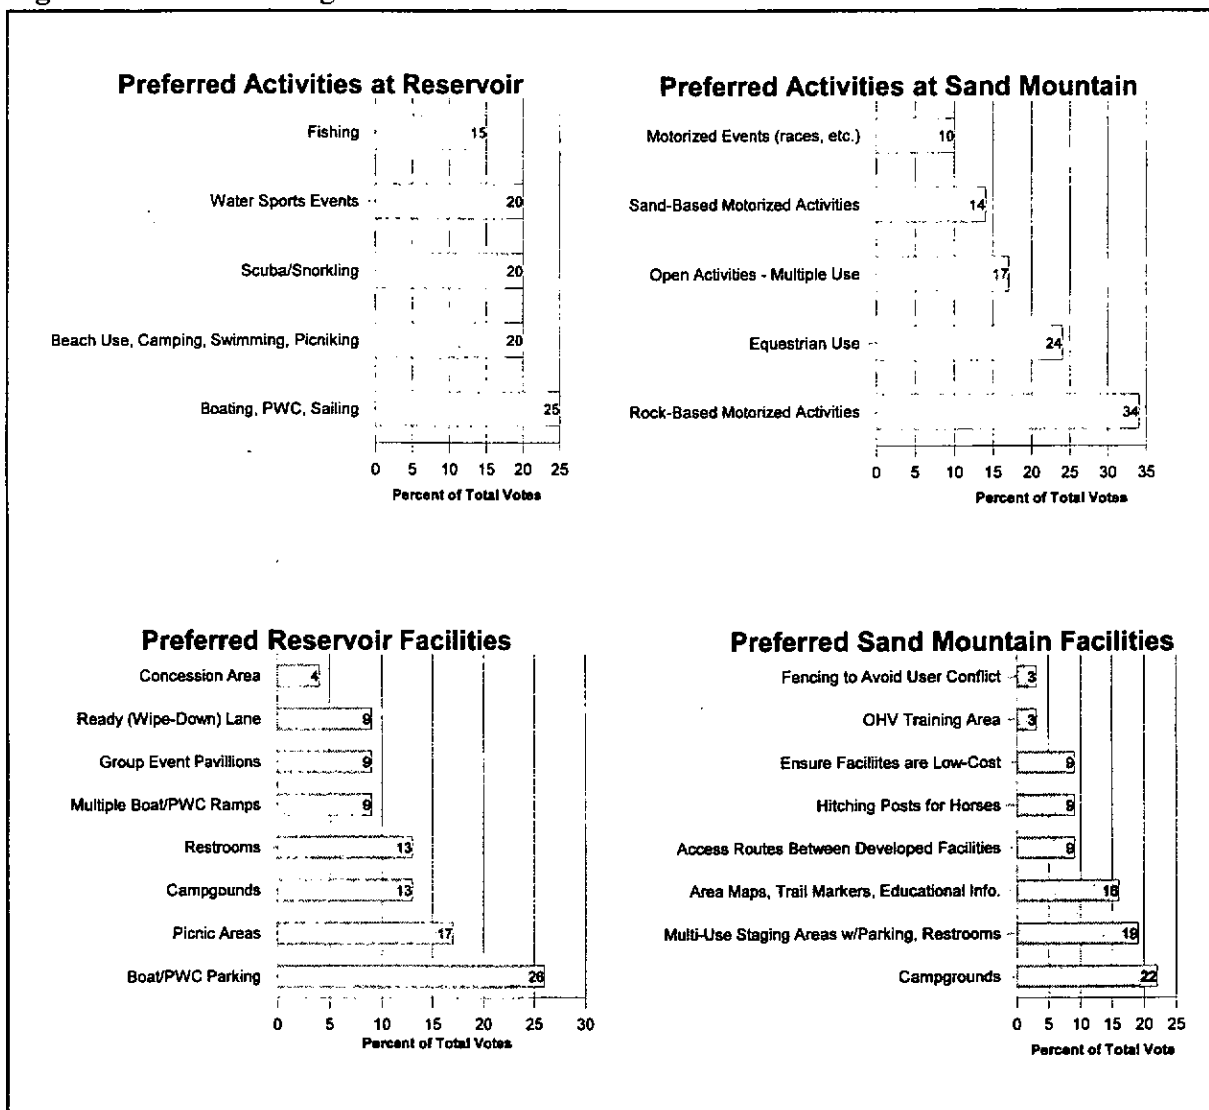 Preferred Activities at Reservoir
Fishing 15
Water Sports Events 20
Scuba/Snorkling 20
Beach Use, Camping, Swimming, Picniking 20
Boating, PWC, Sailing 25
0 5 10 15 20 25
Percent of Total Votes
Preferred Activities at Sand Mountain
Motorized Events (races, etc.) 10
Sand-Based Motorized Activities 14
Open Activities - Multiple Use 17
Equestrian Use 24
Rock-Based Motorized Activities 34
0 5 10 15 20 25 30 35
Percent of Total Votes
Preferred Reservoir Facilities
Concession Area 4
Ready (Wipe-Down) Lane 9
Group Event Pavillions 9
Multiple Boat/PWC Ramps 9
Restrooms 13
Campgounds 13
Picnic Areas 17
Boat/PWC Parking 26
0 5 10 15 20 25 30
Percent of Total Votes
Preferred Sand Mountain Facilities
Fencing to Avoid User Conflict 3
OHV Training Area 3
Ensure Faciliites are Low-Cost 9
Hitching Posts for Horses 9
Access Routes Between Developed Facilities 9
Area Maps, Trail Markers, Educational Info. 16
Multi-Use Staging Areas w/Parking, Restrooms 19
Campgrounds 22
0 5 10 15 20 25
Percent of Total Vote